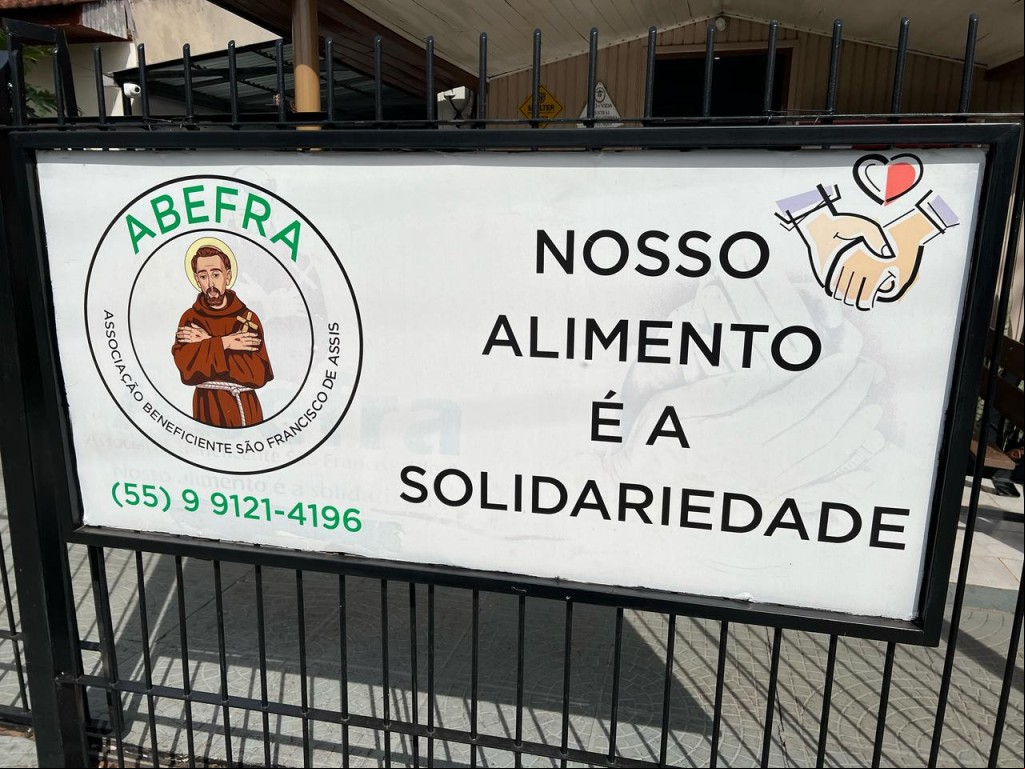 ABEFRA
ASSOCIAÇÃO BENEFICIENTE SÃO FRANCISCO DE ASSIS
(55) 9 9121-4196
NOSSO
ALIMENTO
É A
SOLIDARIEDADE